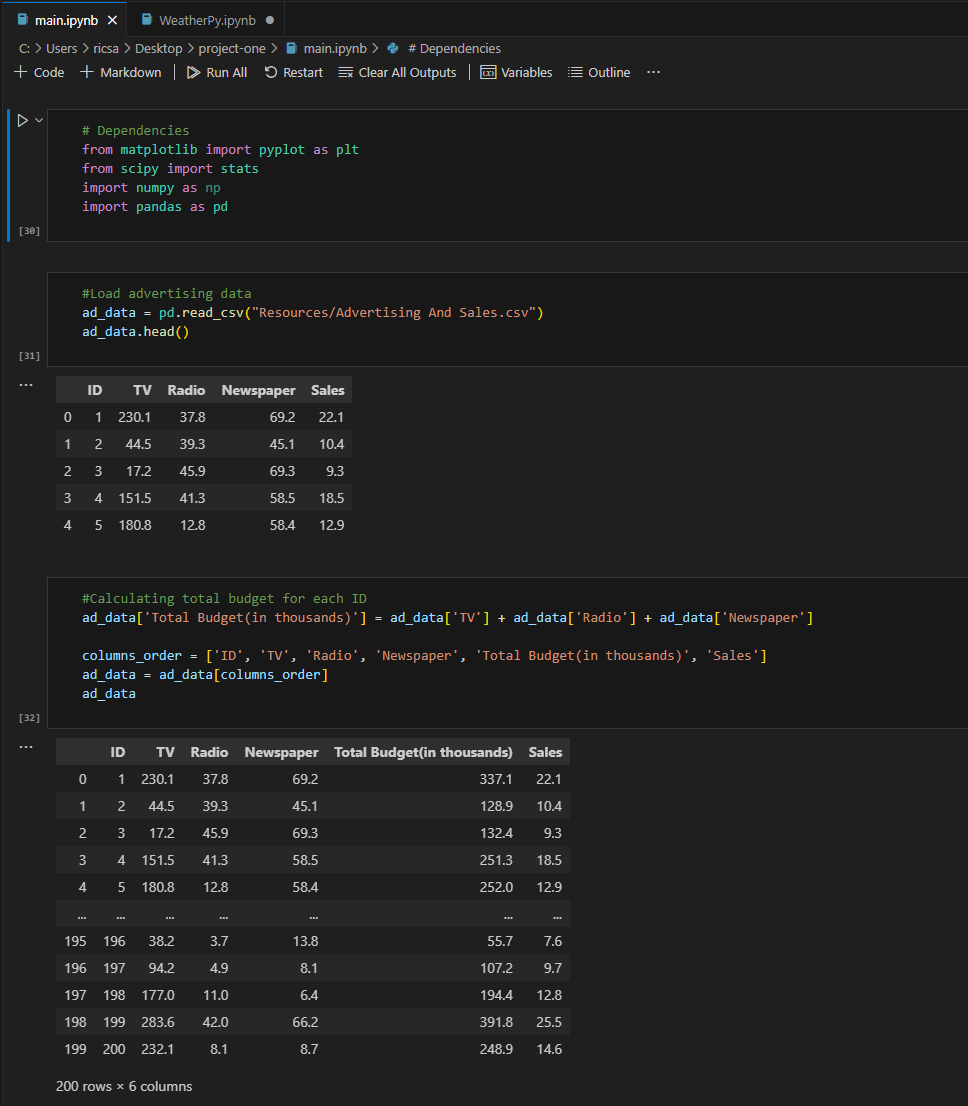 main.ipynb WeatherPy.ipynb
C: > Users > ricsa > Desktop > project-one > main.ipynb > # Dependencies
+ Code + Markdown | Run All Restart Clear All Outputs | Variables Outline ...
# Dependencies
from matplotlib import pyplot as plt
from scipy import stats
import numpy as np
import pandas as pd
[30]
#Load advertising data
ad_data = pd.read_csv("Resources/Advertising And Sales.csv")
ad_data.head()
[31]
...
ID TV Radio Newspaper Sales
0 1 230.1 37.8 69.2 22.1
1 2 44.5 39.3 45.1 10.4
2 3 17.2 45.9 69.3 9.3
3 4 151.5 41.3 58.5 18.5
4 5 180.8 12.8 58.4 12.9
#Calculating total budget for each ID
ad_data['Total Budget(in thousands)'] = ad_data['TV'] + ad_data['Radio'] + ad_data['Newspaper']
columns_order = ['ID', 'TV', 'Radio', 'Newspaper', 'Total Budget(in thousands)', 'Sales']
ad_data = ad_data[columns_order]
ad_data
[32]
...
ID TV Radio Newspaper Total Budget(in thousands) Sales
0 1 230.1 37.8 69.2 337.1 22.1
1 2 44.5 39.3 45.1 128.9 10.4
2 3 17.2 45.9 69.3 132.4 9.3
3 4 151.5 41.3 58.5 251.3 18.5
4 5 180.8 12.8 58.4 252.0 12.9
... ... ... ... ... ... ...
195 196 38.2 3.7 13.8 55.7 7.6
196 197 94.2 4.9 8.1 107.2 9.7
197 198 177.0 11.0 6.4 194.4 12.8
198 199 283.6 42.0 66.2 391.8 25.5
199 200 232.1 8.1 8.7 248.9 14.6
200 rows × 6 columns